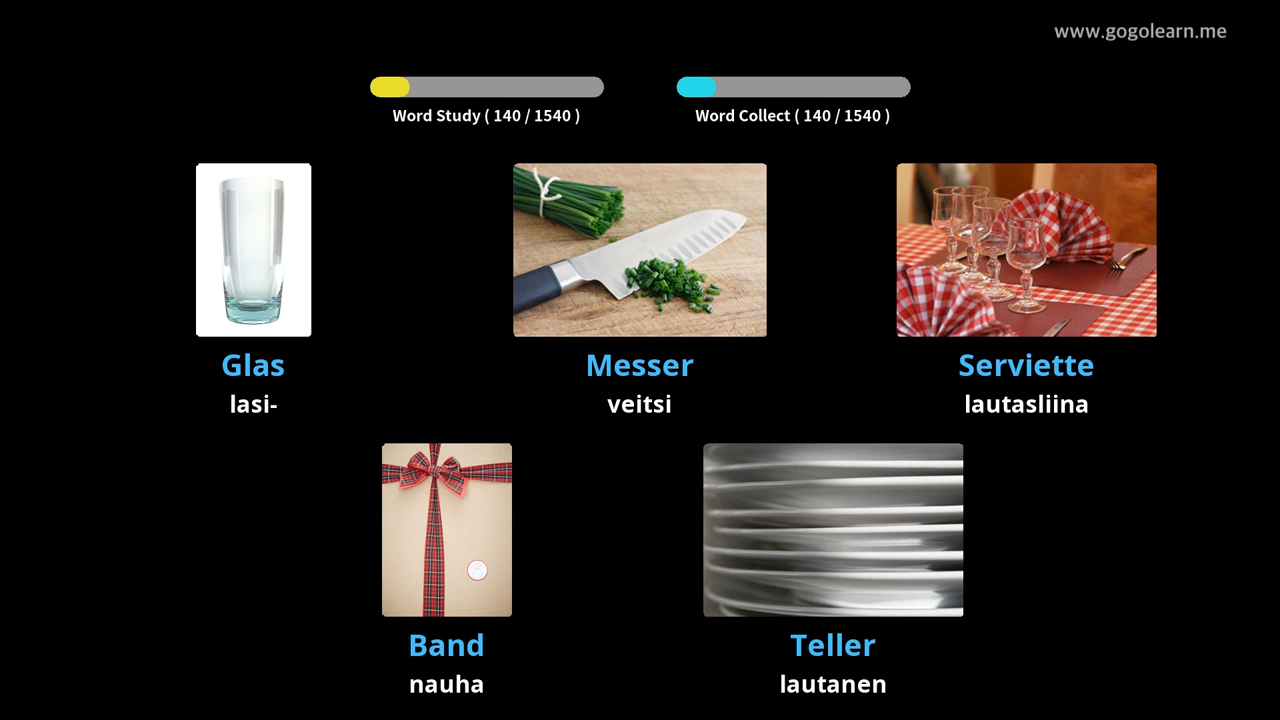 www.gogolearn.me
Word Study ( 140 / 1540 )
Word Collect ( 140 / 1540 )
Glas
lasi-
Messer
veitsi
Serviette
lautasliina
Band
nauha
Teller
lautanen